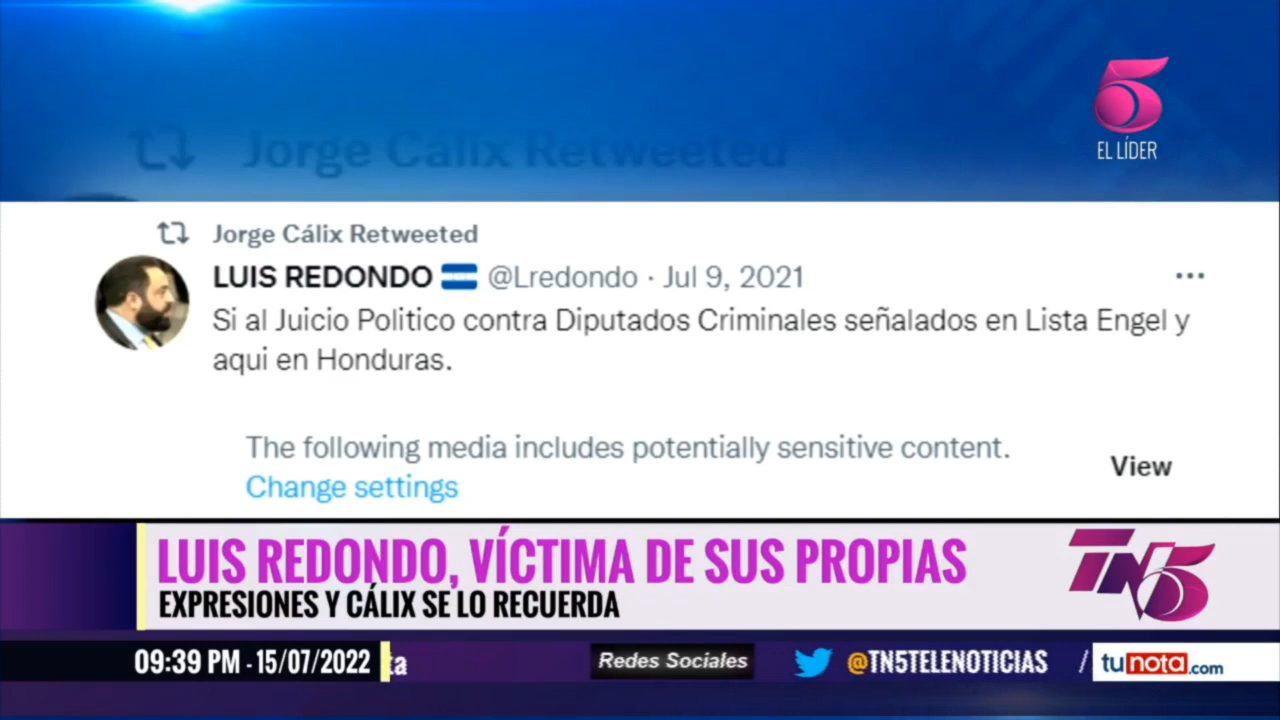 5
EL LÍDER
Jorge Cálix Retweeted
Jorge Cálix Retweeted
LUIS REDONDO @Lredondo · Jul 9, 2021
Si al Juicio Politico contra Diputados Criminales señalados en Lista Engel y
aqui en Honduras.
The following media includes potentially sensitive content.
Change settings
View
LUIS REDONDO, VÍCTIMA DE SUS PROPIAS
EXPRESIONES Y CÁLIX SE LO RECUERDA
TN5
09:39 PM - 15/07/2022
Redes Sociales
@TN5TELENOTICIAS / tunota.com